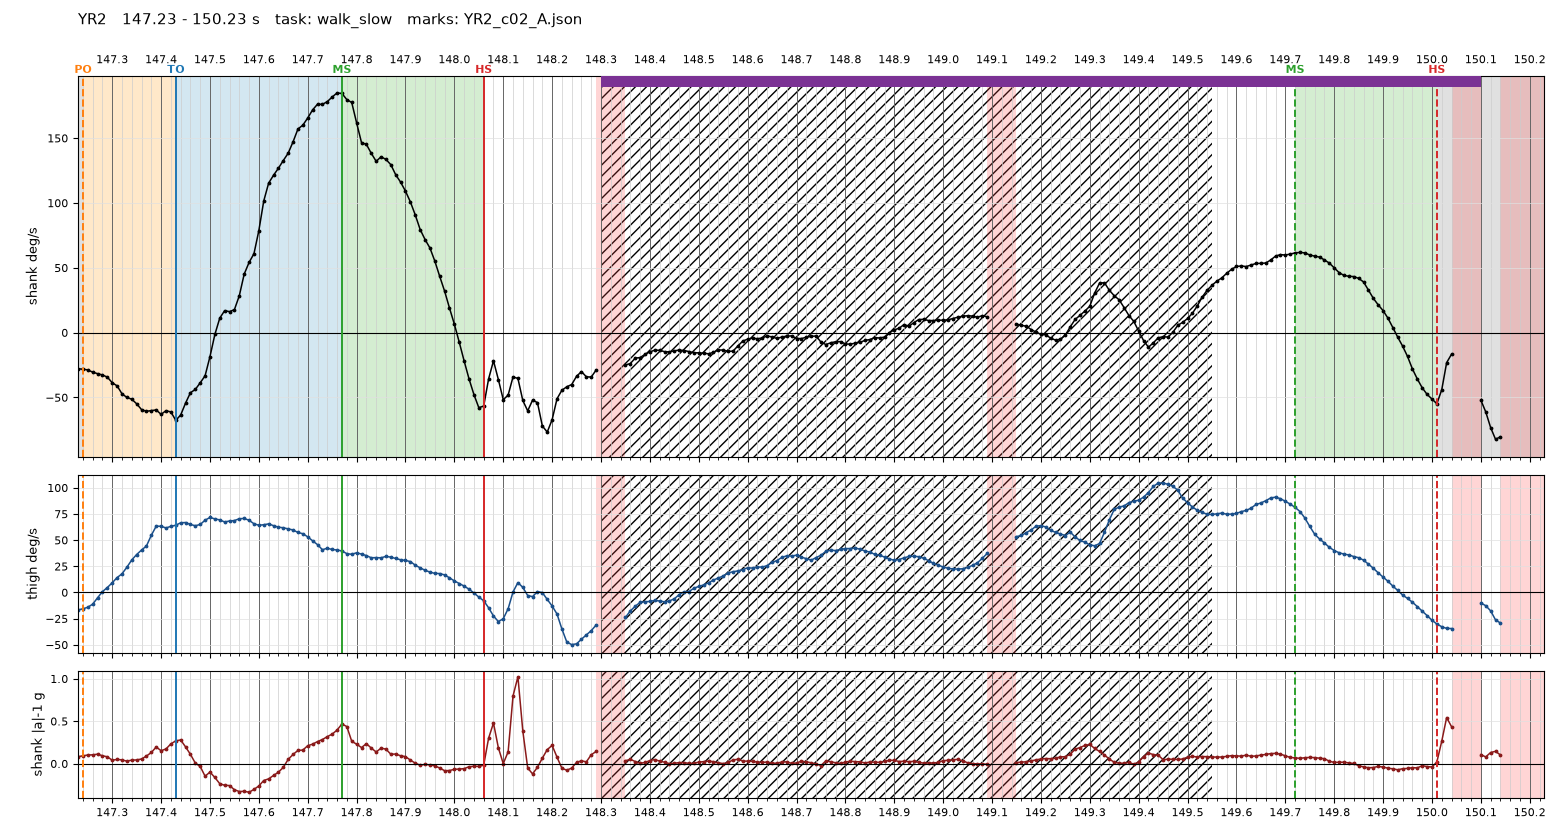 YR2   147.23 - 150.23 s   task: walk_slow   marks: YR2_c02_A.json
147.3 147.4 147.5 147.6 147.7 147.8 147.9 148.0 148.1 148.2 148.3 148.4 148.5 148.6 148.7 148.8 148.9 149.0 149.1 149.2 149.3 149.4 149.5 149.6 149.7 149.8 149.9 150.0 150.1 150.2
PO TO MS HS MS HS
shank deg/s
150
100
50
0
−50
thigh deg/s
100
75
50
25
0
−25
−50
shank |a|-1 g
1.0
0.5
0.0
147.3 147.4 147.5 147.6 147.7 147.8 147.9 148.0 148.1 148.2 148.3 148.4 148.5 148.6 148.7 148.8 148.9 149.0 149.1 149.2 149.3 149.4 149.5 149.6 149.7 149.8 149.9 150.0 150.1 150.2